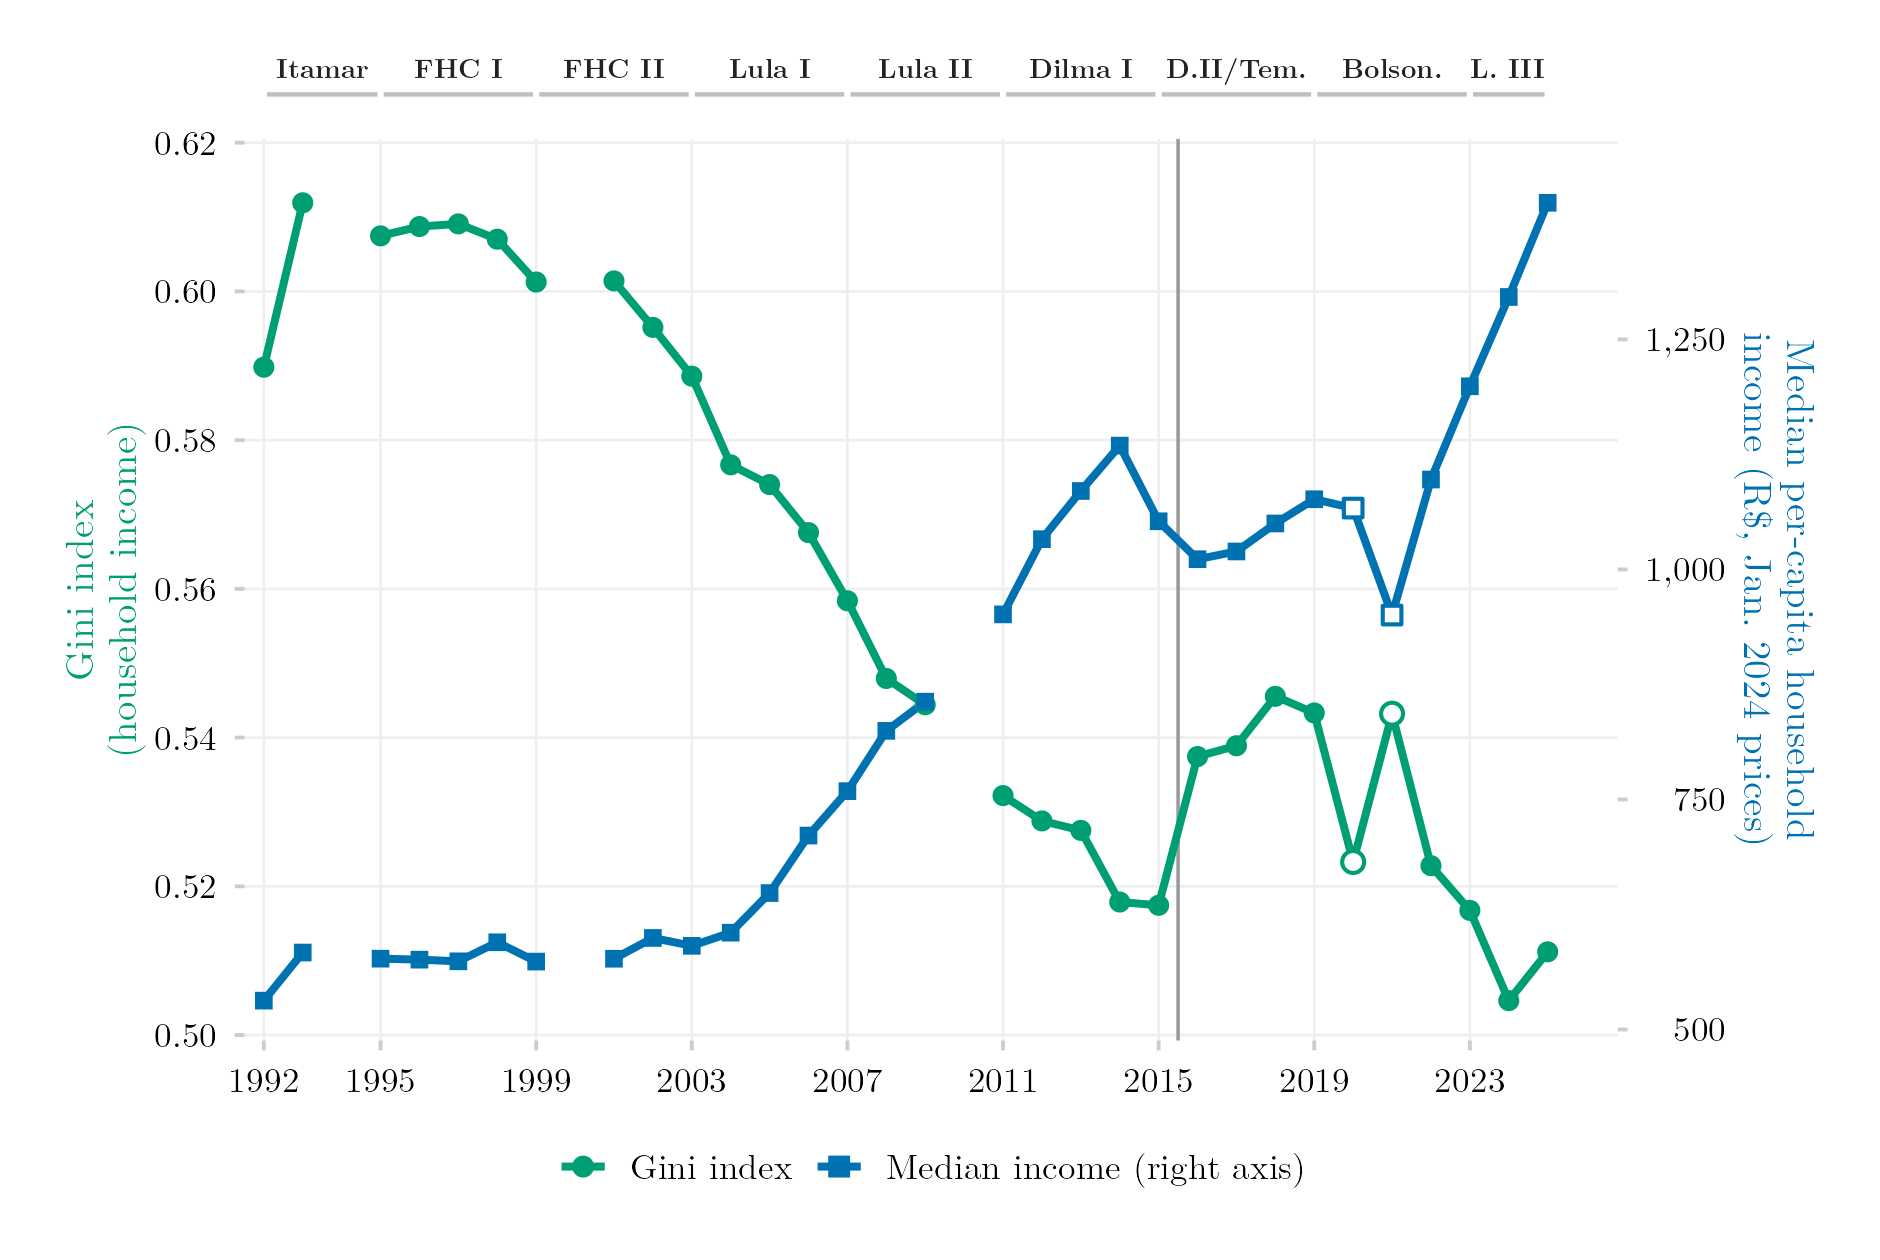 Itamar
FHC I
FHC II
Lula I
Lula II
Dilma I
D.II/Tem.
Bolson.
L. III
Gini index
(household income)
0.62
0.60
0.58
0.56
0.54
0.52
0.50
1,250
1,000
750
500
Median per-capita household
income (R$, Jan. 2024 prices)
1992
1995
1999
2003
2007
2011
2015
2019
2023
Gini index
Median income (right axis)